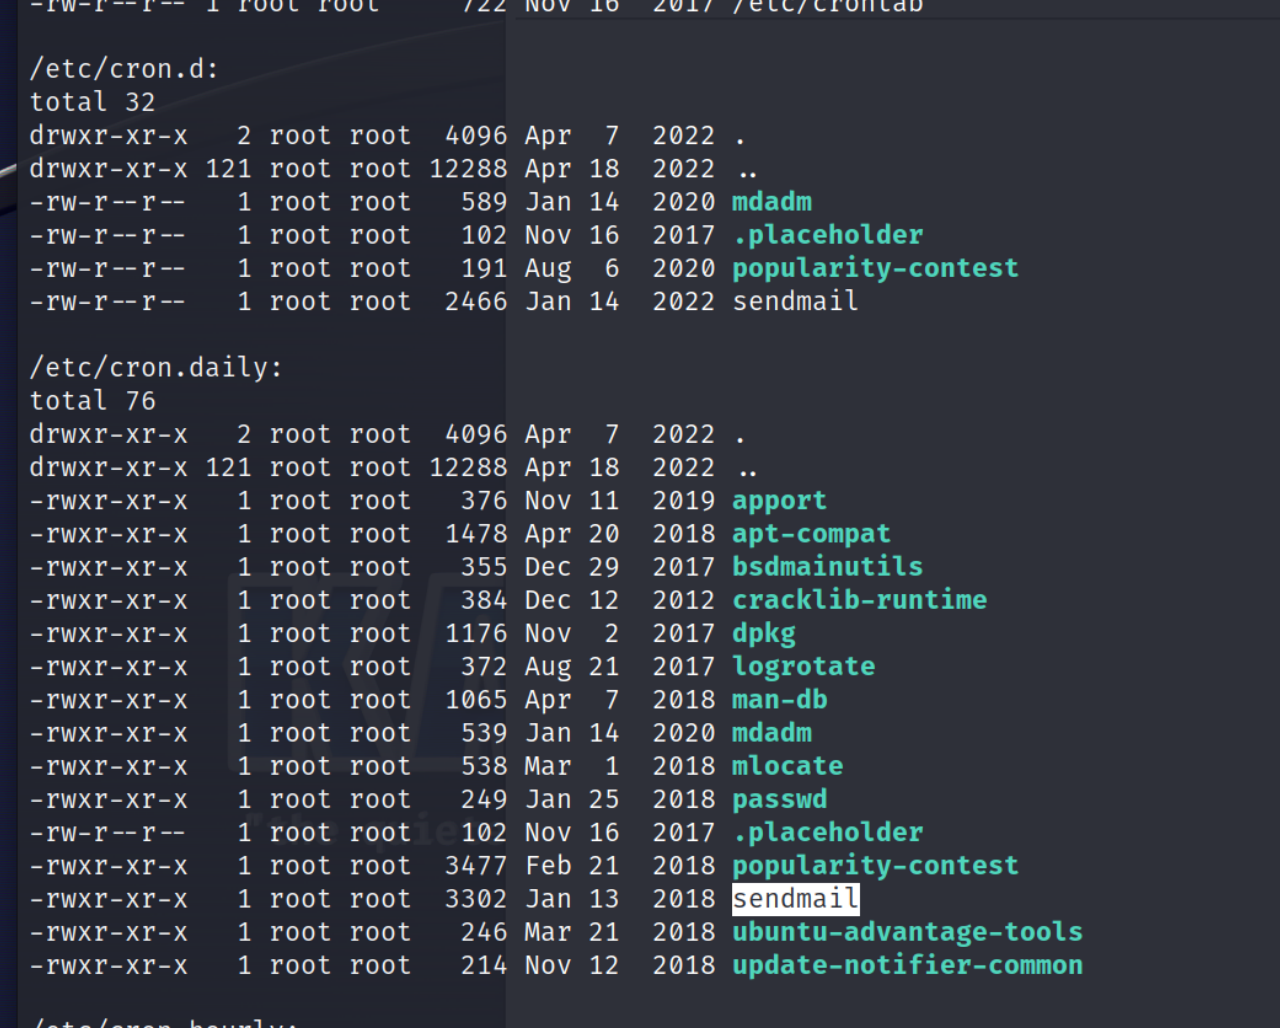 -rw-r--r-- 1 root root 722 Nov 16 2017 /etc/crontab
/etc/cron.d:
total 32
drwxr-xr-x 2 root root 4096 Apr 7 2022 .
drwxr-xr-x 121 root root 12288 Apr 18 2022 ..
-rw-r--r-- 1 root root 589 Jan 14 2020 mdadm
-rw-r--r-- 1 root root 102 Nov 16 2017 .placeholder
-rw-r--r-- 1 root root 191 Aug 6 2020 popularity-contest
-rw-r--r-- 1 root root 2466 Jan 14 2022 sendmail
/etc/cron.daily:
total 76
drwxr-xr-x 2 root root 4096 Apr 7 2022 .
drwxr-xr-x 121 root root 12288 Apr 18 2022 ..
-rwxr-xr-x 1 root root 376 Nov 11 2019 apport
-rwxr-xr-x 1 root root 1478 Apr 20 2018 apt-compat
-rwxr-xr-x 1 root root 355 Dec 29 2017 bsdmainutils
-rwxr-xr-x 1 root root 384 Dec 12 2012 cracklib-runtime
-rwxr-xr-x 1 root root 1176 Nov 2 2017 dpkg
-rwxr-xr-x 1 root root 372 Aug 21 2017 logrotate
-rwxr-xr-x 1 root root 1065 Apr 7 2018 man-db
-rwxr-xr-x 1 root root 539 Jan 14 2020 mdadm
-rwxr-xr-x 1 root root 538 Mar 1 2018 mlocate
-rwxr-xr-x 1 root root 249 Jan 25 2018 passwd
-rw-r--r-- 1 root root 102 Nov 16 2017 .placeholder
-rwxr-xr-x 1 root root 3477 Feb 21 2018 popularity-contest
-rwxr-xr-x 1 root root 3302 Jan 13 2018 sendmail
-rwxr-xr-x 1 root root 246 Mar 21 2018 ubuntu-advantage-tools
-rwxr-xr-x 1 root root 214 Nov 12 2018 update-notifier-common
/etc/cron.hourly: